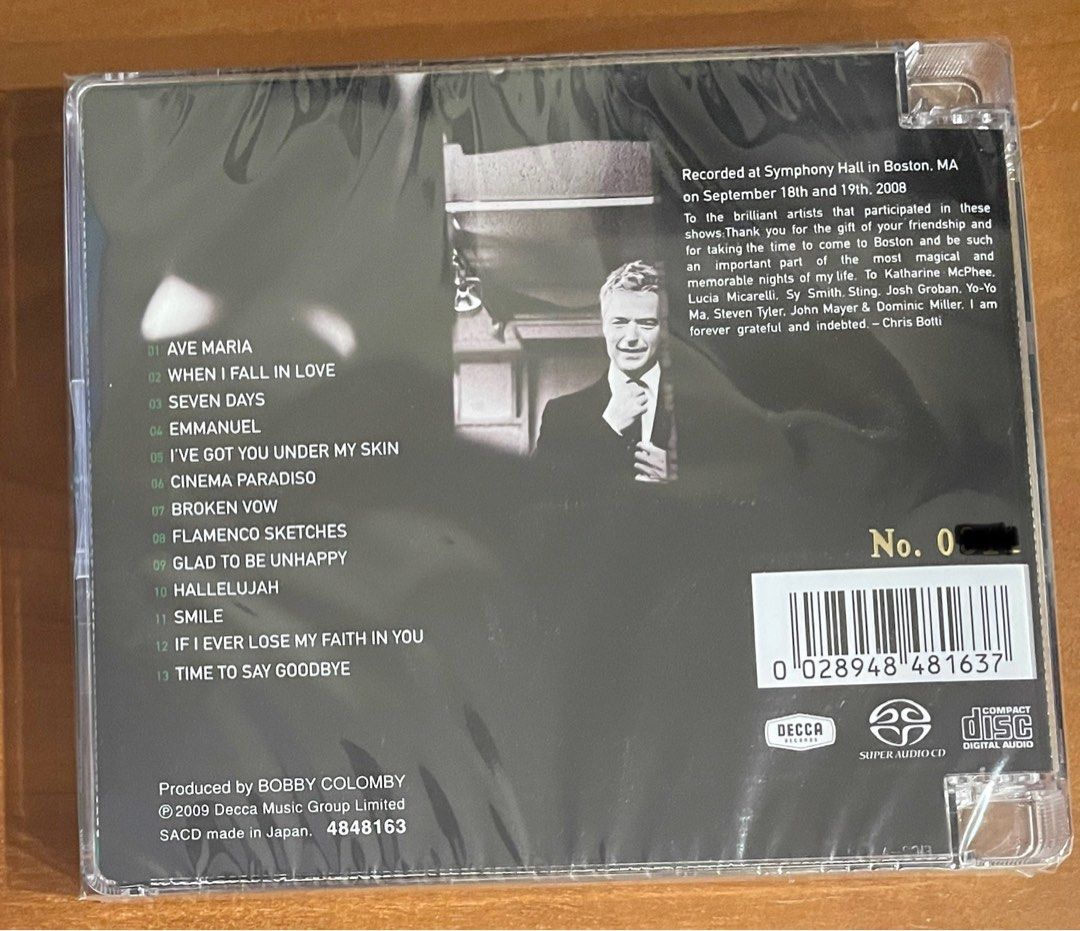 Recorded at Symphony Hall in Boston, MA
on September 18th and 19th, 2008
To the brilliant artists that participated in these
shows:Thank you for the gift of your friendship and
for taking the time to come to Boston and be such
an important part of the most magical and
memorable nights of my life. To Katharine McPhee,
Lucia Micarelli, Sy Smith, Sting, Josh Groban, Yo-Yo
Ma, Steven Tyler, John Mayer & Dominic Miller, I am
forever grateful and indebted. – Chris Botti
01 AVE MARIA
02 WHEN I FALL IN LOVE
03 SEVEN DAYS
04 EMMANUEL
05 I'VE GOT YOU UNDER MY SKIN
06 CINEMA PARADISO
07 BROKEN VOW
08 FLAMENCO SKETCHES
09 GLAD TO BE UNHAPPY
10 HALLELUJAH
11 SMILE
12 IF I EVER LOSE MY FAITH IN YOU
13 TIME TO SAY GOODBYE
No. 0
0 028948 481637
DECCA
RECORDS
SUPER AUDIO CD
COMPACT
disc
DIGITAL AUDIO
Produced by BOBBY COLOMBY
℗2009 Decca Music Group Limited
SACD made in Japan. 4848163